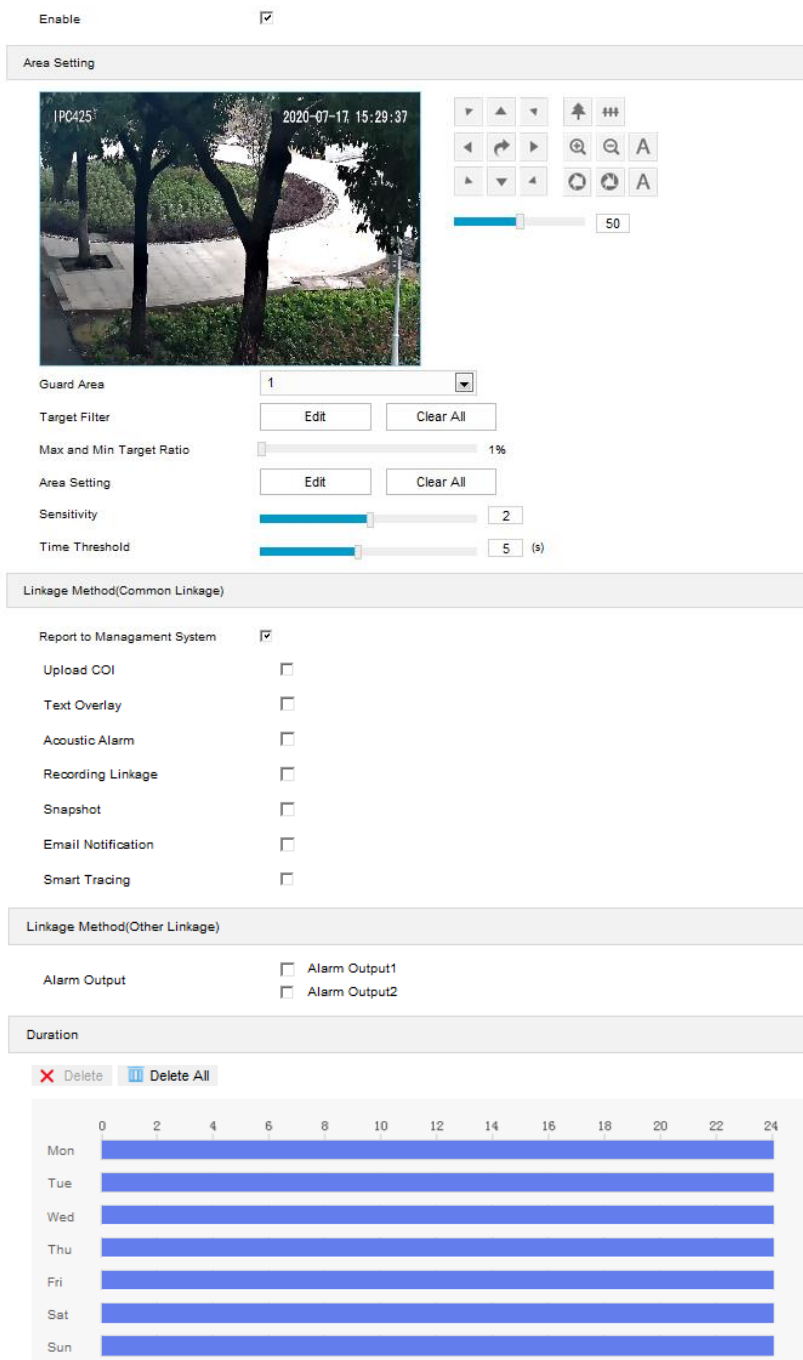 Enable
Area Setting
IPC425 2020-07-17 15:29:37
A
A
50
Guard Area 1
Target Filter Edit Clear All
Max and Min Target Ratio 1%
Area Setting Edit Clear All
Sensitivity 2
Time Threshold 5 (s)
Linkage Method(Common Linkage)
Report to Managament System
Upload COI
Text Overlay
Acoustic Alarm
Recording Linkage
Snapshot
Email Notification
Smart Tracing
Linkage Method(Other Linkage)
Alarm Output Alarm Output1
Alarm Output2
Duration
Delete Delete All
0 2 4 6 8 10 12 14 16 18 20 22 24
Mon
Tue
Wed
Thu
Fri
Sat
Sun